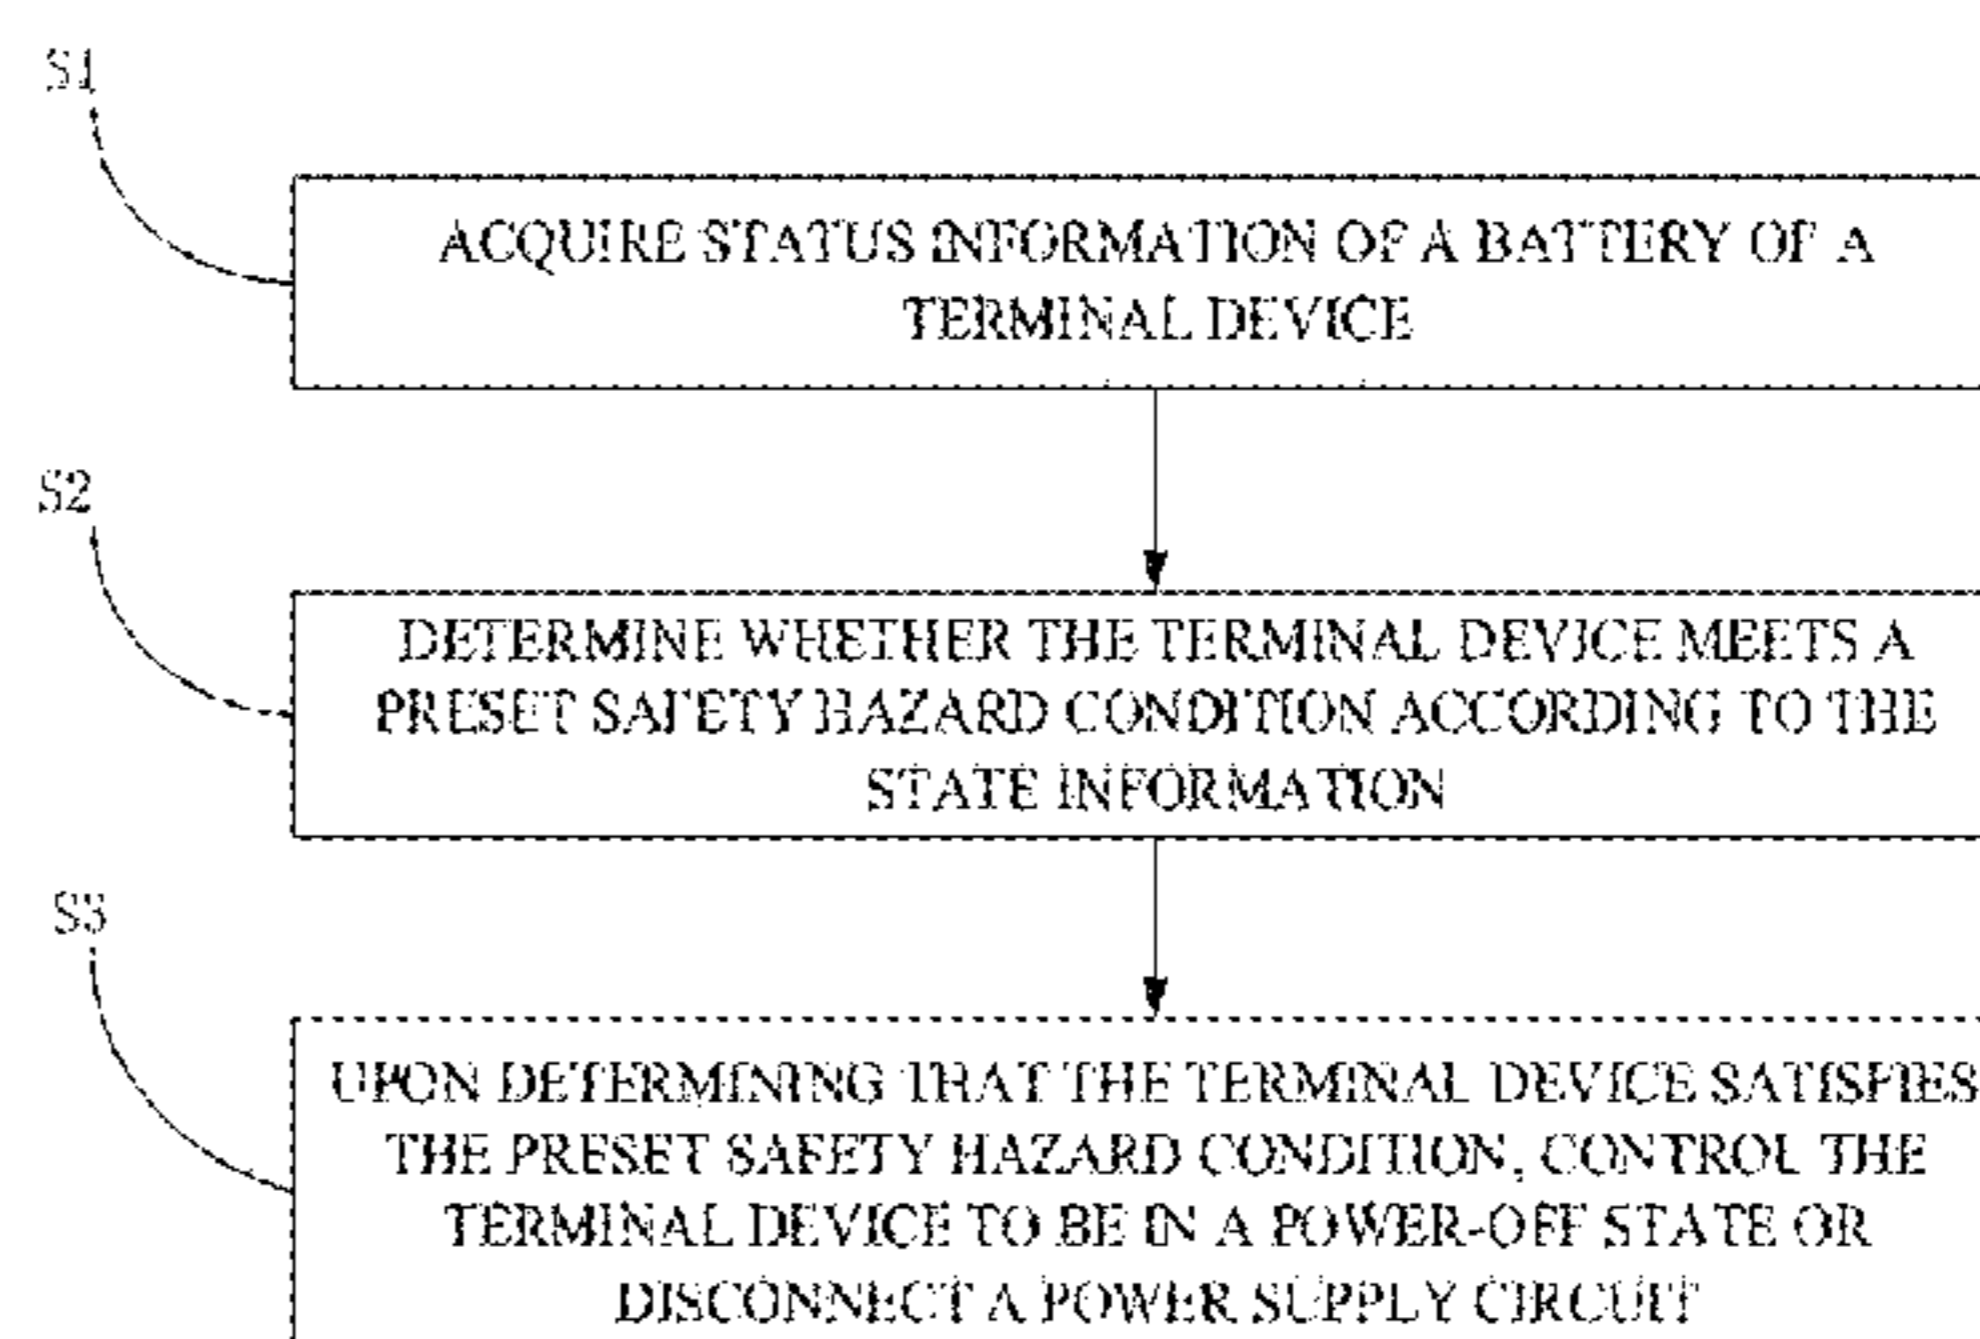 S1
ACQUIRE STATUS INFORMATION OF A BATTERY OF A
TERMINAL DEVICE
S2
DETERMINE WHETHER THE TERMINAL DEVICE MEETS A
PRESET SAFETY HAZARD CONDITION ACCORDING TO THE
STATE INFORMATION
S3
UPON DETERMINING THAT THE TERMINAL DEVICE SATISFIES
THE PRESET SAFETY HAZARD CONDITION, CONTROL THE
TERMINAL DEVICE TO BE IN A POWER-OFF STATE OR
DISCONNECT A POWER SUPPLY CIRCUIT